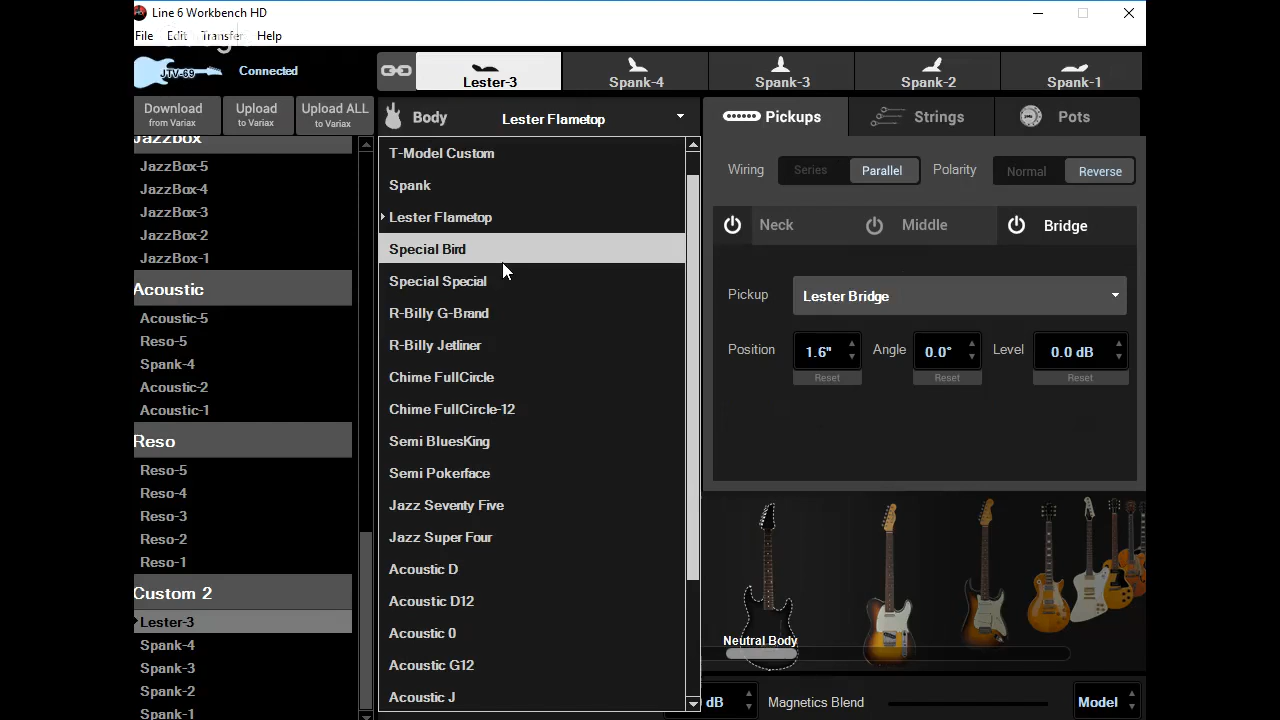 Line 6 Workbench HD
File Edit Transfer Help
JTV-69 Connected
Lester-3 Spank-4 Spank-3 Spank-2 Spank-1
Download from Variax
Upload to Variax
Upload ALL to Variax
Body Lester Flametop
Pickups Strings Pots
Jazzbox
JazzBox-5
JazzBox-4
JazzBox-3
JazzBox-2
JazzBox-1
Acoustic
Acoustic-5
Reso-5
Spank-4
Acoustic-2
Acoustic-1
Reso
Reso-5
Reso-4
Reso-3
Reso-2
Reso-1
Custom 2
Lester-3
Spank-4
Spank-3
Spank-2
Spank-1
T-Model Custom
Spank
Lester Flametop
Special Bird
Special Special
R-Billy G-Brand
R-Billy Jetliner
Chime FullCircle
Chime FullCircle-12
Semi BluesKing
Semi Pokerface
Jazz Seventy Five
Jazz Super Four
Acoustic D
Acoustic D12
Acoustic 0
Acoustic G12
Acoustic J
Wiring Series Parallel Polarity Normal Reverse
Neck Middle Bridge
Pickup Lester Bridge
Position 1.6" Angle 0.0° Level 0.0 dB
Reset Reset Reset
Neutral Body
dB Magnetics Blend Model